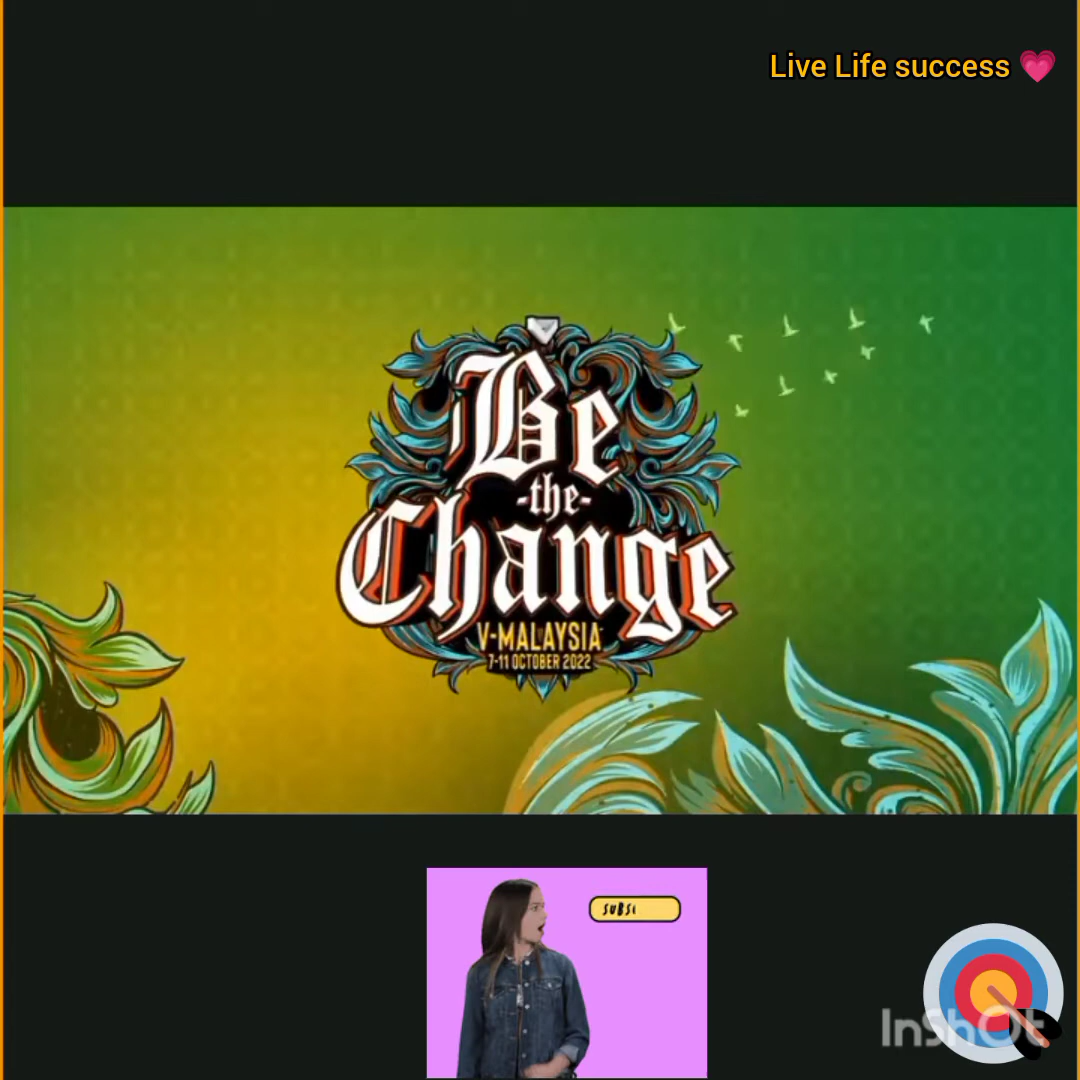 Live Life success 💗
Be
-the-
Change
V-MALAYSIA
7-11 OCTOBER 2022
SUBSI
InShOt